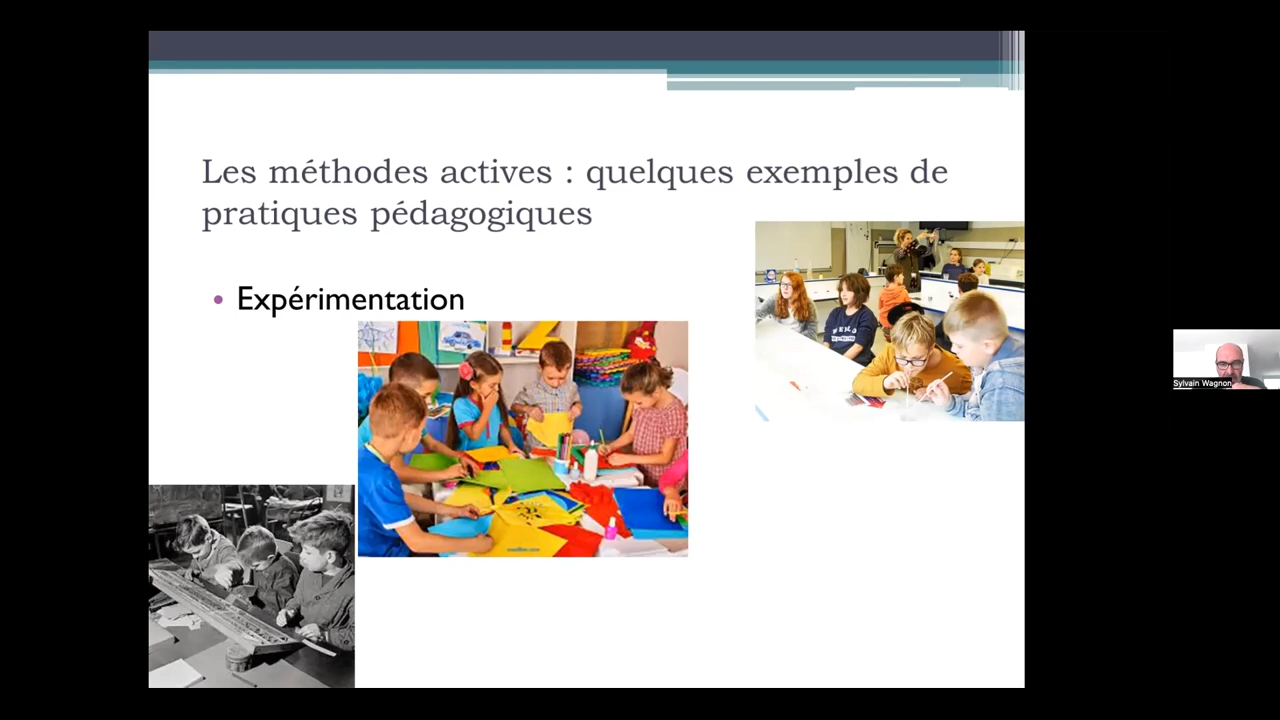 Les méthodes actives : quelques exemples de
pratiques pédagogiques
• Expérimentation
Sylvain Wagnon